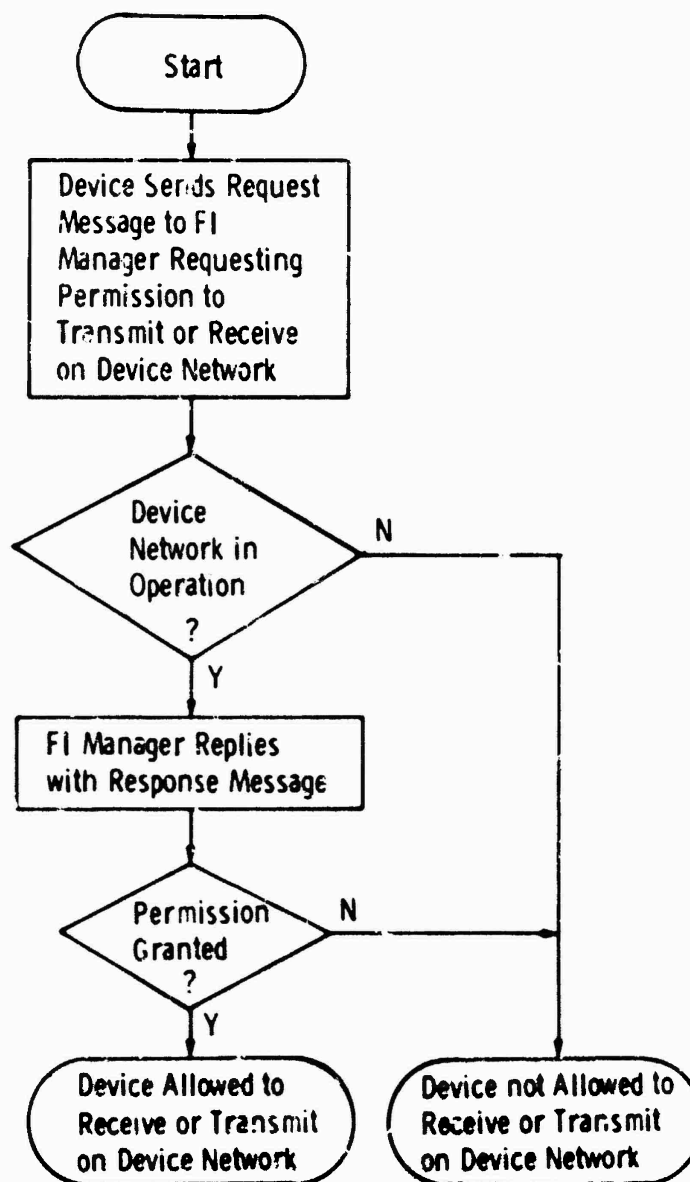 Start
Device Sends Request
Message to FI
Manager Requesting
Permission to
Transmit or Receive
on Device Network
Device
Network in
Operation
?
N
Y
FI Manager Replies
with Response Message
Permission
Granted
?
N
Y
Device Allowed to
Receive or Transmit
on Device Network
Device not Allowed to
Receive or Transmit
on Device Network